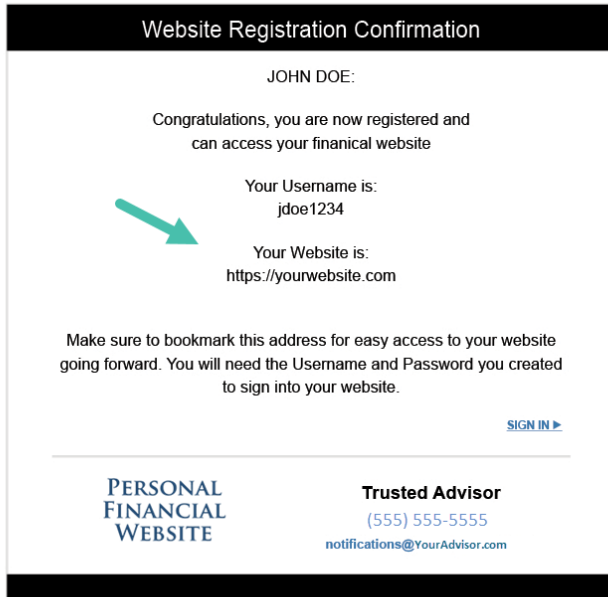 Website Registration Confirmation
JOHN DOE:
Congratulations, you are now registered and
can access your finanical website
Your Username is:
jdoe1234
Your Website is:
https://yourwebsite.com
Make sure to bookmark this address for easy access to your website
going forward. You will need the Username and Password you created
to sign into your website.
SIGN IN ▶
PERSONAL
FINANCIAL
WEBSITE
Trusted Advisor
(555) 555-5555
notifications@YourAdvisor.com